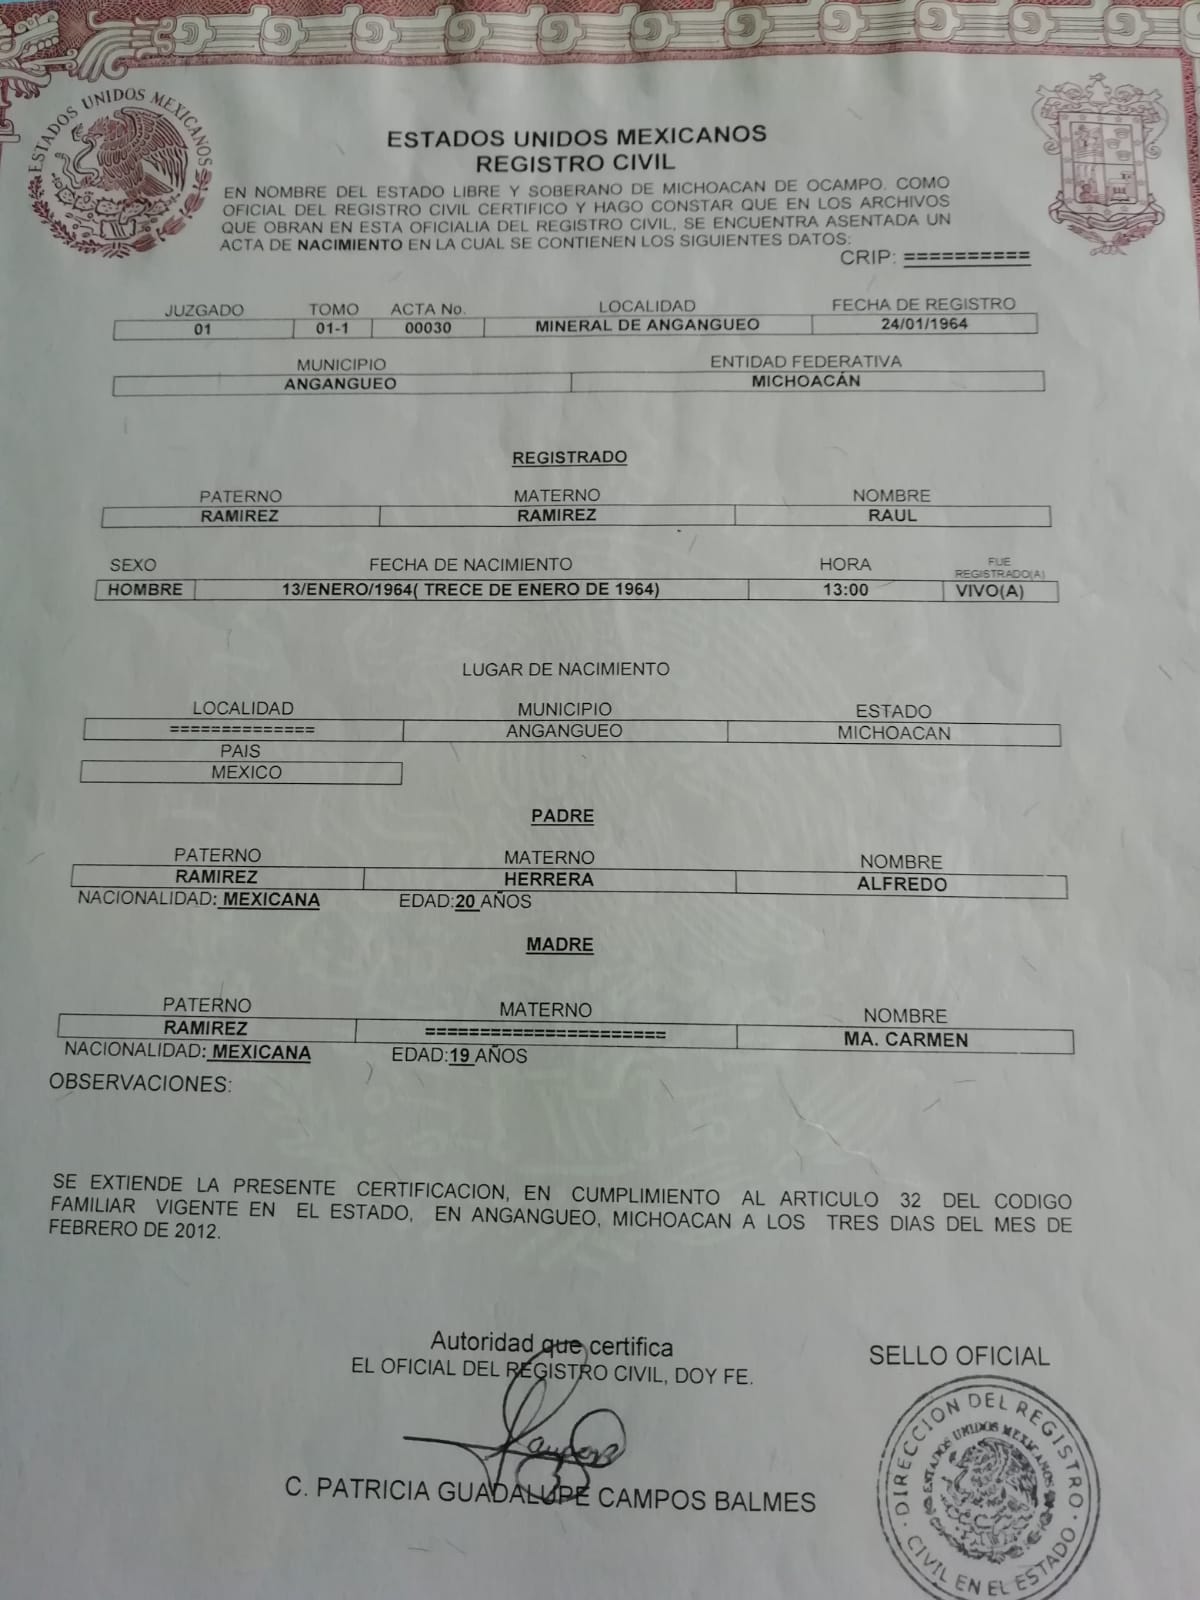 ESTADOS UNIDOS MEXICANOS
ESTADOS UNIDOS MEXICANOS
REGISTRO CIVIL
EN NOMBRE DEL ESTADO LIBRE Y SOBERANO DE MICHOACAN DE OCAMPO. COMO
OFICIAL DEL REGISTRO CIVIL CERTIFICO Y HAGO CONSTAR QUE EN LOS ARCHIVOS
QUE OBRAN EN ESTA OFICIALIA DEL REGISTRO CIVIL, SE ENCUENTRA ASENTADA UN
ACTA DE NACIMIENTO EN LA CUAL SE CONTIENEN LOS SIGUIENTES DATOS:
CRIP: ==========
JUZGADO TOMO ACTA No. LOCALIDAD FECHA DE REGISTRO
01 01-1 00030 MINERAL DE ANGANGUEO 24/01/1964
MUNICIPIO ENTIDAD FEDERATIVA
ANGANGUEO MICHOACÁN
REGISTRADO
PATERNO MATERNO NOMBRE
RAMIREZ RAMIREZ RAUL
SEXO FECHA DE NACIMIENTO HORA FUE REGISTRADO(A)
HOMBRE 13/ENERO/1964( TRECE DE ENERO DE 1964) 13:00 VIVO(A)
LUGAR DE NACIMIENTO
LOCALIDAD MUNICIPIO ESTADO
============== ANGANGUEO MICHOACAN
PAIS
MEXICO
PADRE
PATERNO MATERNO NOMBRE
RAMIREZ HERRERA ALFREDO
NACIONALIDAD: MEXICANA EDAD:20 AÑOS
MADRE
PATERNO MATERNO NOMBRE
RAMIREZ ======================= MA. CARMEN
NACIONALIDAD: MEXICANA EDAD:19 AÑOS
OBSERVACIONES:
SE EXTIENDE LA PRESENTE CERTIFICACION, EN CUMPLIMIENTO AL ARTICULO 32 DEL CODIGO
FAMILIAR VIGENTE EN EL ESTADO, EN ANGANGUEO, MICHOACAN A LOS TRES DIAS DEL MES DE
FEBRERO DE 2012.
Autoridad que certifica
EL OFICIAL DEL REGISTRO CIVIL, DOY FE.
SELLO OFICIAL
C. PATRICIA GUADALUPE CAMPOS BALMES
DIRECCION DEL REGISTRO
CIVIL EN EL ESTADO
ESTADOS UNIDOS MEXICANOS